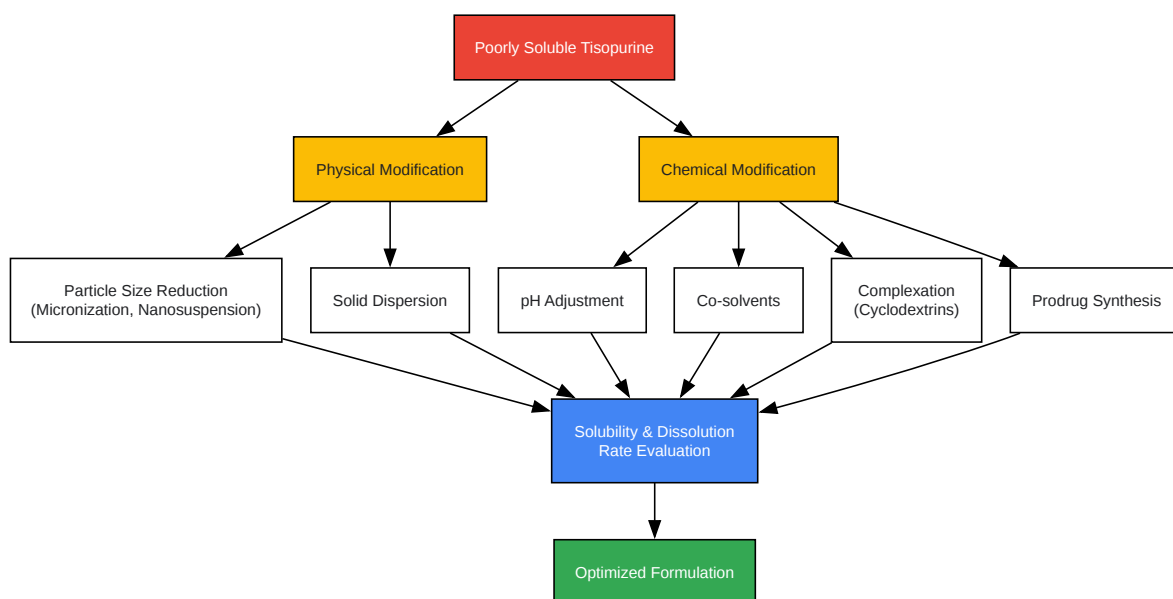 Poorly Soluble Tisopurine
Physical Modification
Chemical Modification
Particle Size Reduction
(Micronization, Nanosuspension)
Solid Dispersion
pH Adjustment
Co-solvents
Complexation
(Cyclodextrins)
Prodrug Synthesis
Solubility & Dissolution
Rate Evaluation
Optimized Formulation